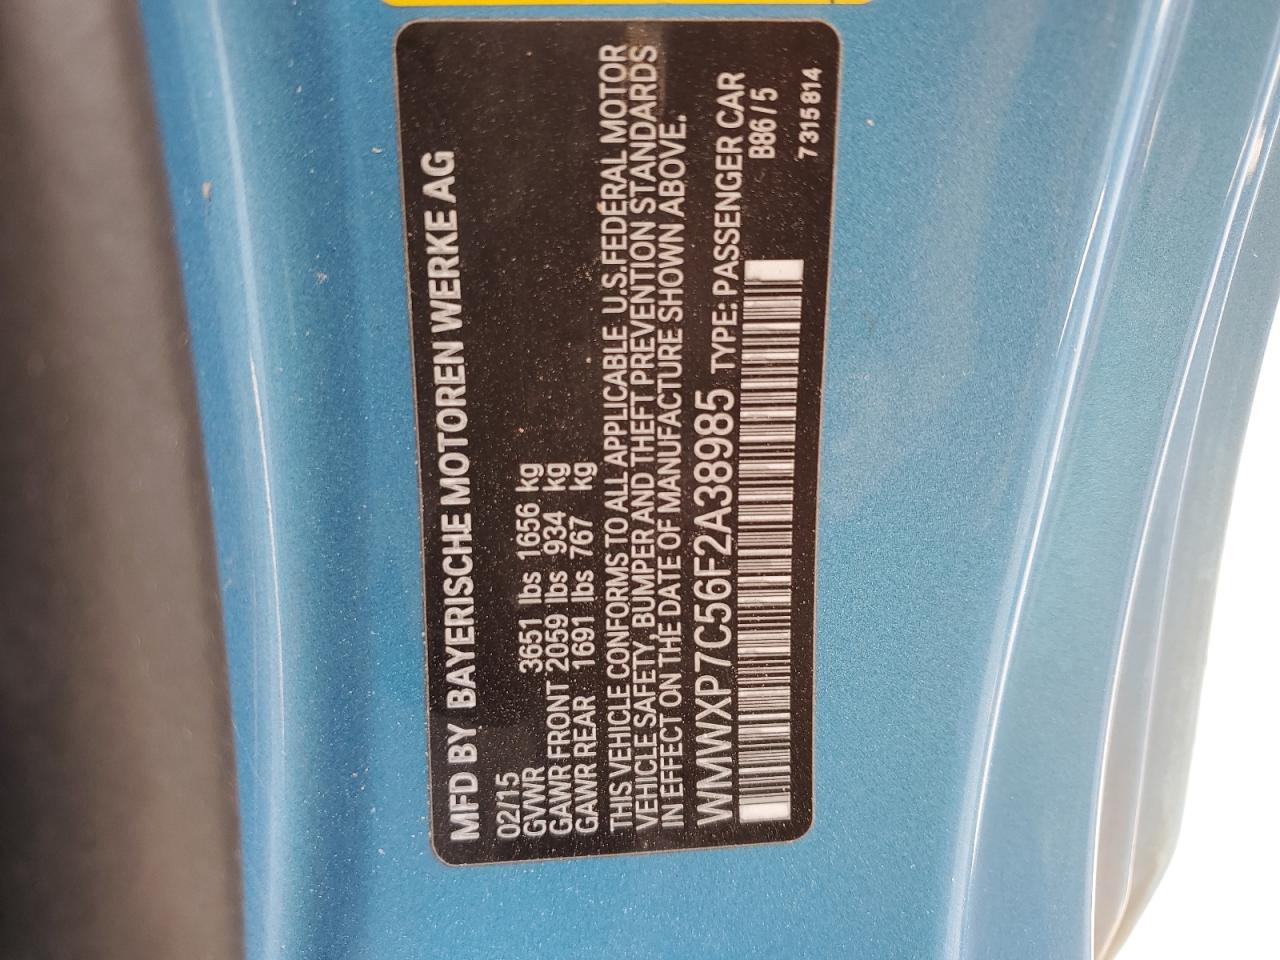 MFD BY BAYERISCHE MOTOREN WERKE AG
02/15
GVWR 3651 lbs 1656 kg
GAWR FRONT 2059 lbs 934 kg
GAWR REAR 1691 lbs 767 kg
THIS VEHICLE CONFORMS TO ALL APPLICABLE U.S.FEDERAL MOTOR
VEHICLE SAFETY, BUMPER AND THEFT PREVENTION STANDARDS
IN EFFECT ON THE DATE OF MANUFACTURE SHOWN ABOVE.
WMWXP7C56F2A38985 TYPE: PASSENGER CAR
B86 / 5
7 315 814